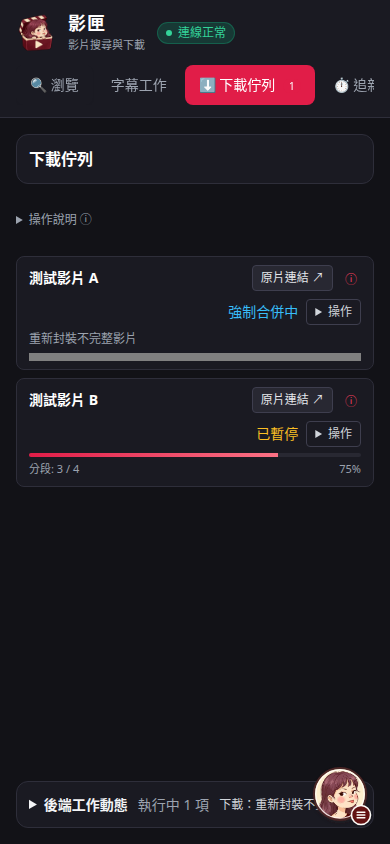 影匣
影片搜尋與下載
連線正常
瀏覽
字幕工作
下載佇列 1
追新
下載佇列
操作說明 ⓘ
測試影片 A
原片連結 ↗
ⓘ
強制合併中
操作
重新封裝不完整影片
測試影片 B
原片連結 ↗
ⓘ
已暫停
操作
分段: 3 / 4
75%
後端工作動態 執行中 1 項 下載：重新封裝不